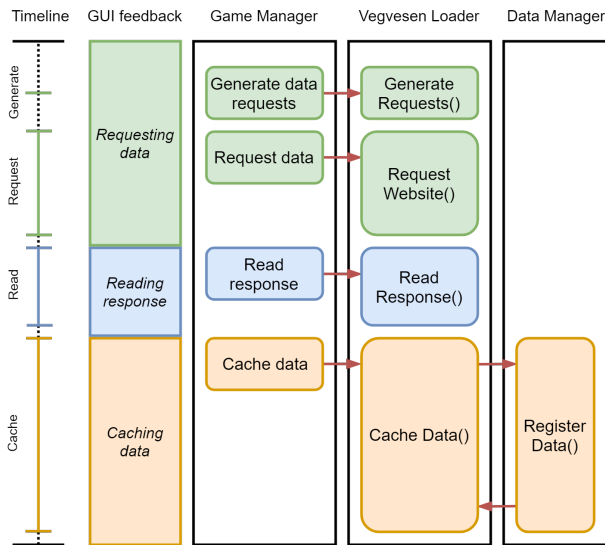 Timeline
GUI feedback
Game Manager
Vegvesen Loader
Data Manager
Generate
Generate data
requests
Generate
Requests()
Requesting
data
Request
Request data
Request
Website()
Read
Reading
response
Read
response
Read
Response()
Cache
Caching
data
Cache data
Cache Data()
Register
Data()